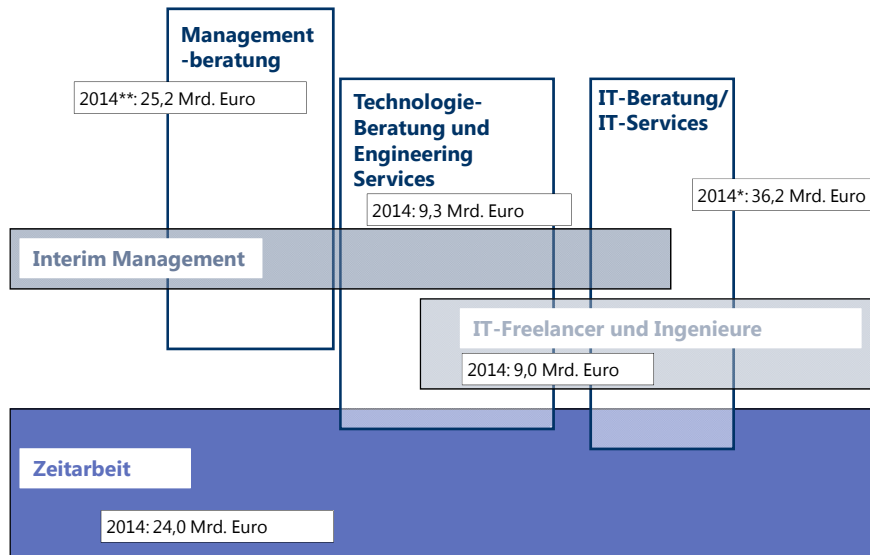 Management
-beratung
2014**: 25,2 Mrd. Euro
Technologie-
Beratung und
Engineering
Services
2014: 9,3 Mrd. Euro
IT-Beratung/
IT-Services
2014*: 36,2 Mrd. Euro
Interim Management
IT-Freelancer und Ingenieure
2014: 9,0 Mrd. Euro
Zeitarbeit
2014: 24,0 Mrd. Euro